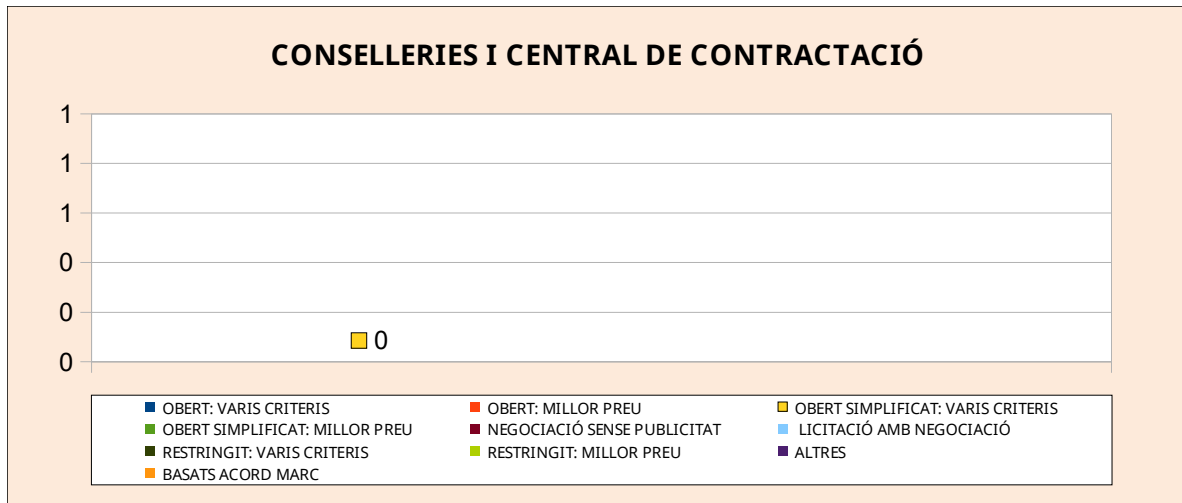 CONSELLERIES I CENTRAL DE CONTRACTACIÓ
1
1
1
0
0
0
0
OBERT: VARIS CRITERIS
OBERT: MILLOR PREU
OBERT SIMPLIFICAT: VARIS CRITERIS
OBERT SIMPLIFICAT: MILLOR PREU
NEGOCIACIÓ SENSE PUBLICITAT
LICITACIÓ AMB NEGOCIACIÓ
RESTRINGIT: VARIS CRITERIS
RESTRINGIT: MILLOR PREU
ALTRES
BASATS ACORD MARC